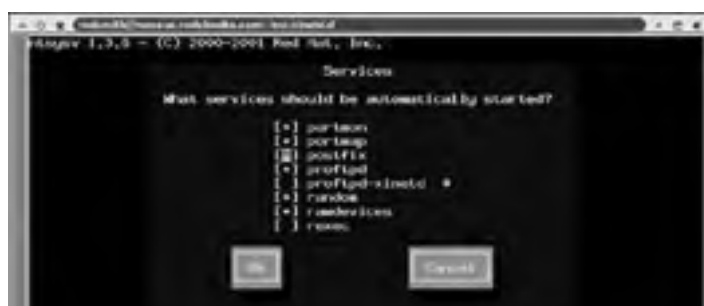 ntsysv 1.3.8 - (C) 2000-2001 Red Hat, Inc.
Services
What services should be automatically started?
[*] portmap
[ ] postfix
[*] proftpd
[ ] proftpd-xinetd #
[*] random
[*] rawdevices
[ ] rexec
Ok
Cancel